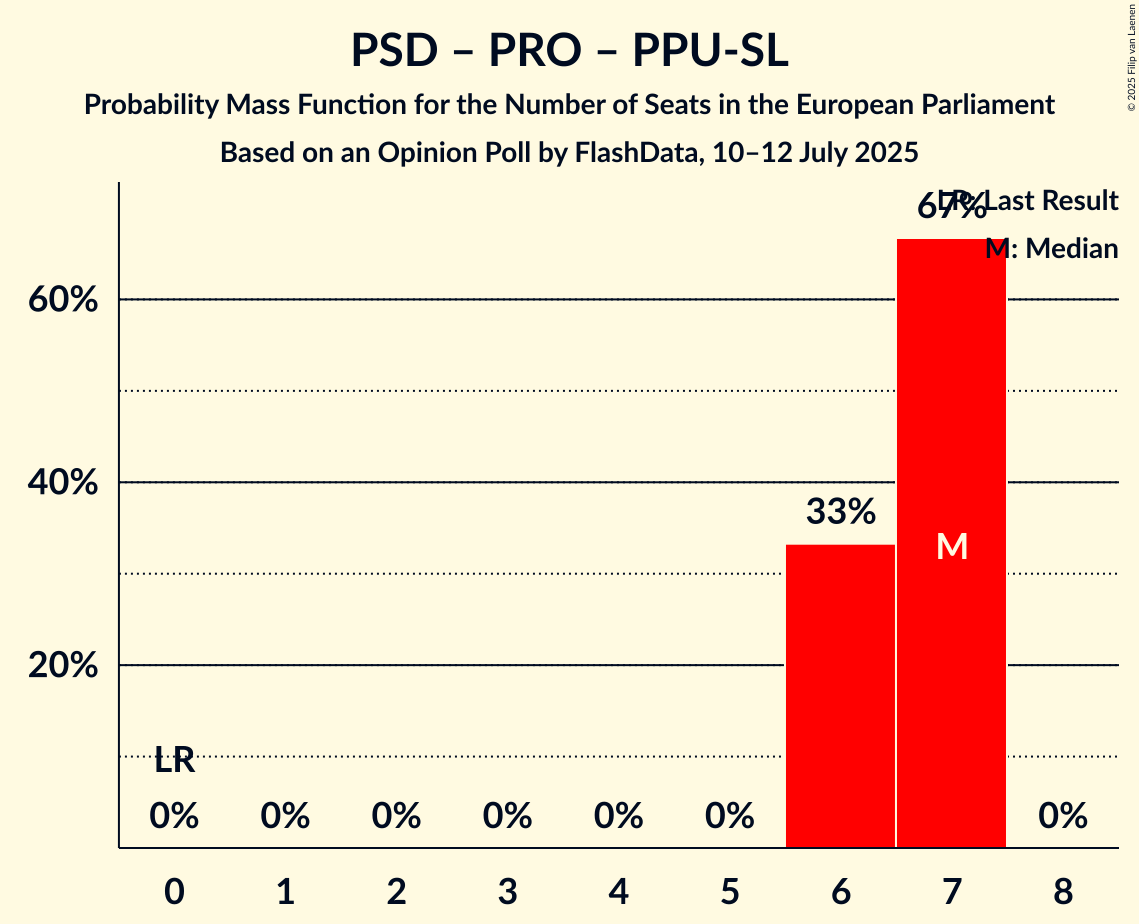 PSD – PRO – PPU-SL
Probability Mass Function for the Number of Seats in the European Parliament
Based on an Opinion Poll by FlashData, 10–12 July 2025
© 2025 Filip van Laenen
LR: Last Result
M: Median
67%
60%
40%
33%
M
20%
LR
0% 0% 0% 0% 0% 0% 0%
0 1 2 3 4 5 6 7 8